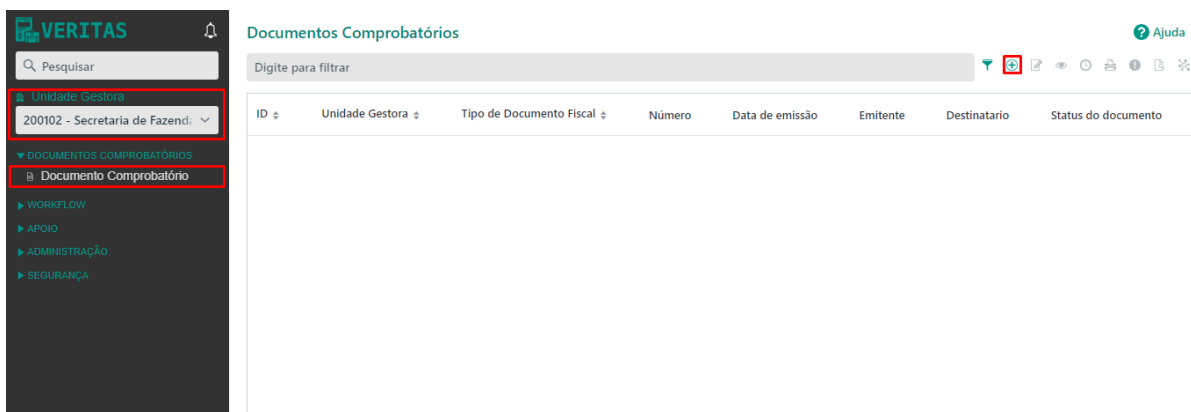 VERITAS
Pesquisar
Unidade Gestora
200102 - Secretaria de Fazend
DOCUMENTOS COMPROBATÓRIOS
Documento Comprobatório
WORKFLOW
APOIO
ADMINISTRAÇÃO
SEGURANÇA
Documentos Comprobatórios
Ajuda
Digite para filtrar
ID Unidade Gestora Tipo de Documento Fiscal Número Data de emissão Emitente Destinatario Status do documento